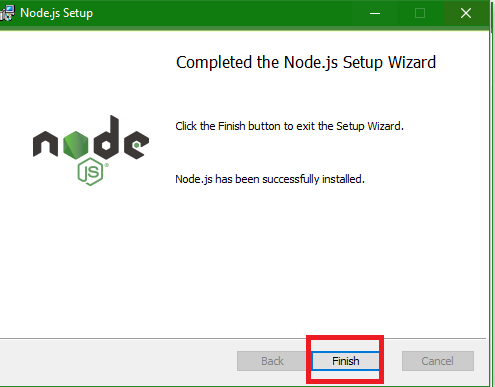 Node.js Setup
Completed the Node.js Setup Wizard
Click the Finish button to exit the Setup Wizard.
node
JS
®
Node.js has been successfully installed.
Back
Finish
Cancel